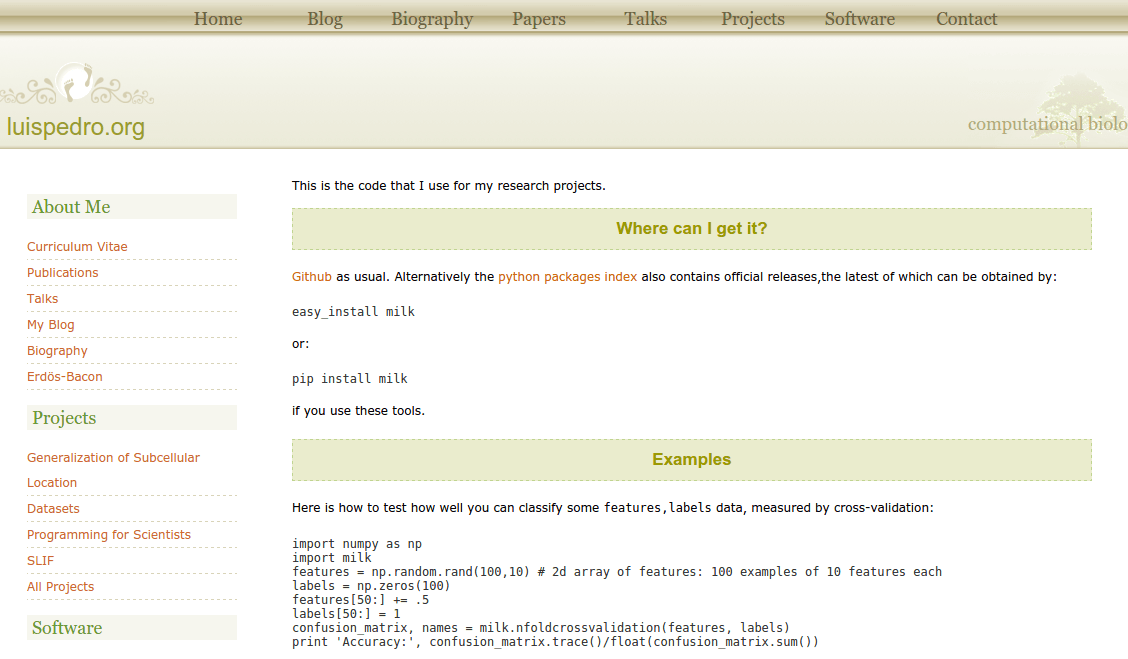 Home Blog Biography Papers Talks Projects Software Contact
luispedro.org
computational biolo
About Me
Curriculum Vitae
Publications
Talks
My Blog
Biography
Erdös-Bacon
Projects
Generalization of Subcellular
Location
Datasets
Programming for Scientists
SLIF
All Projects
Software
This is the code that I use for my research projects.
Where can I get it?
Github as usual. Alternatively the python packages index also contains official releases,the latest of which can be obtained by:
easy_install milk
or:
pip install milk
if you use these tools.
Examples
Here is how to test how well you can classify some features,labels data, measured by cross-validation:
import numpy as np
import milk
features = np.random.rand(100,10) # 2d array of features: 100 examples of 10 features each
labels = np.zeros(100)
features[50:] += .5
labels[50:] = 1
confusion_matrix, names = milk.nfoldcrossvalidation(features, labels)
print 'Accuracy:', confusion_matrix.trace()/float(confusion_matrix.sum())